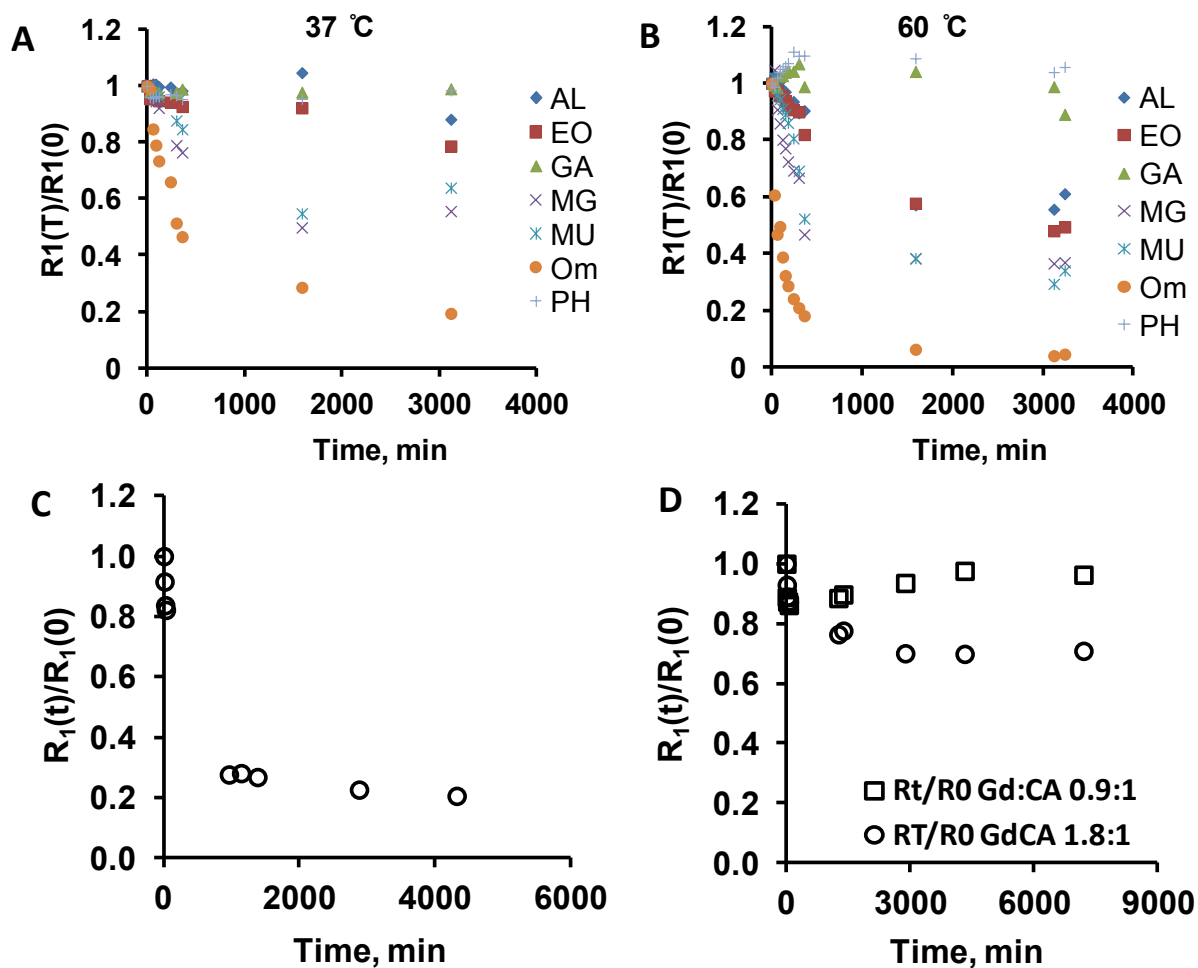 A
37 °C
R1(T)/R1(0)
1.2
1
0.8
0.6
0.4
0.2
0
0
1000
2000
3000
4000
Time, min
AL
EO
GA
MG
MU
Om
PH
B
60 °C
R1(T)/R1(0)
1.2
1
0.8
0.6
0.4
0.2
0
0
1000
2000
3000
4000
Time, min
AL
EO
GA
MG
MU
Om
PH
C
R₁(t)/R₁(0)
1.2
1.0
0.8
0.6
0.4
0.2
0.0
0
2000
4000
6000
Time, min
D
R₁(t)/R₁(0)
1.2
1.0
0.8
0.6
0.4
0.2
0.0
Rt/R0 Gd:CA 0.9:1
RT/R0 GdCA 1.8:1
0
3000
6000
9000
Time, min